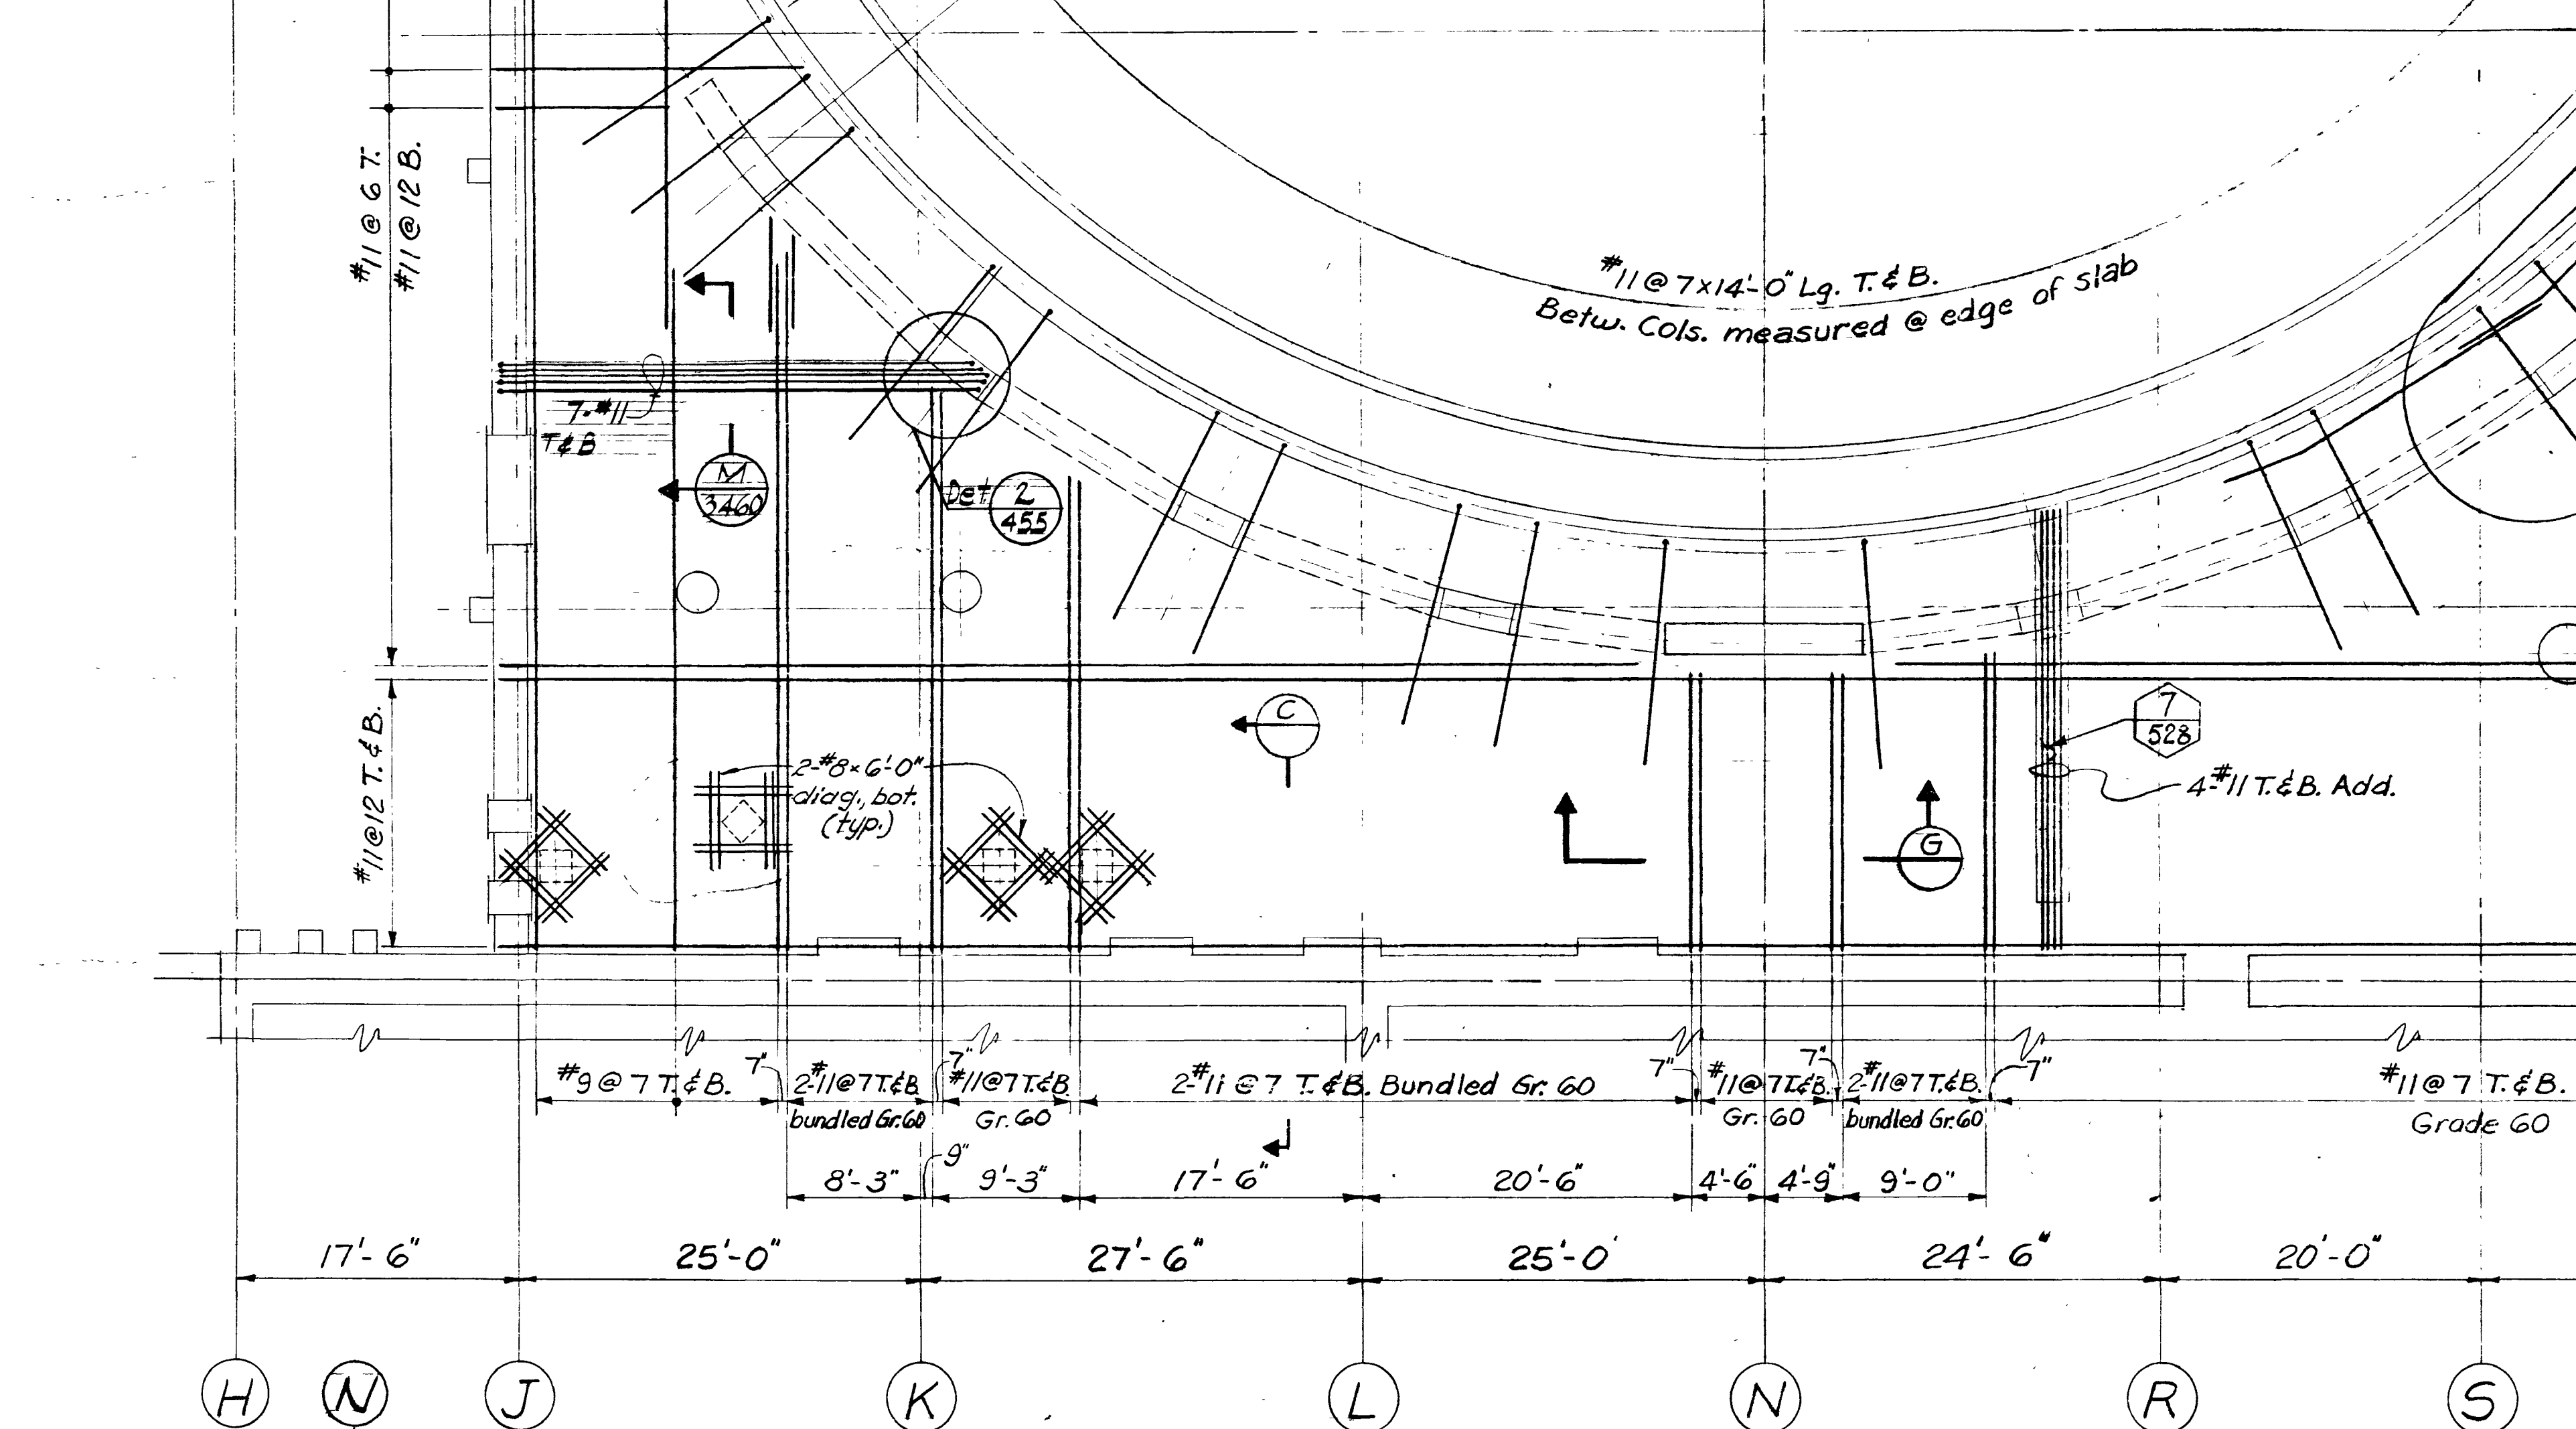 #11 @ 6 T.
#11 @ 12 B.
#11 @ 7 x 14'-0" Lg. T. & B.
Betw. Cols. measured @ edge of slab
7-#11
T & B
M
3460
Det
2
455
C
7
528
4-#11 T. & B. Add.
#11 @ 12 T. & B.
2-#8 x 6'-0"
diag., bot.
(typ.)
G
#9 @ 7 T. & B.
7"
2-#11 @ 7 T. & B.
bundled Gr. 60
7"
#11 @ 7 T. & B.
Gr. 60
2-#11 @ 7 T. & B. Bundled Gr. 60
7"
#11 @ 7 T. & B.
Gr. 60
7"
2-#11 @ 7 T. & B.
bundled Gr. 60
7"
#11 @ 7 T. & B.
Grade 60
8'-3"
9"
9'-3"
17'-6"
20'-6"
4'-6"
4'-9"
9'-0"
17'-6"
25'-0"
27'-6"
25'-0'
24'-6"
20'-0"
H
N
J
K
L
N
R
S